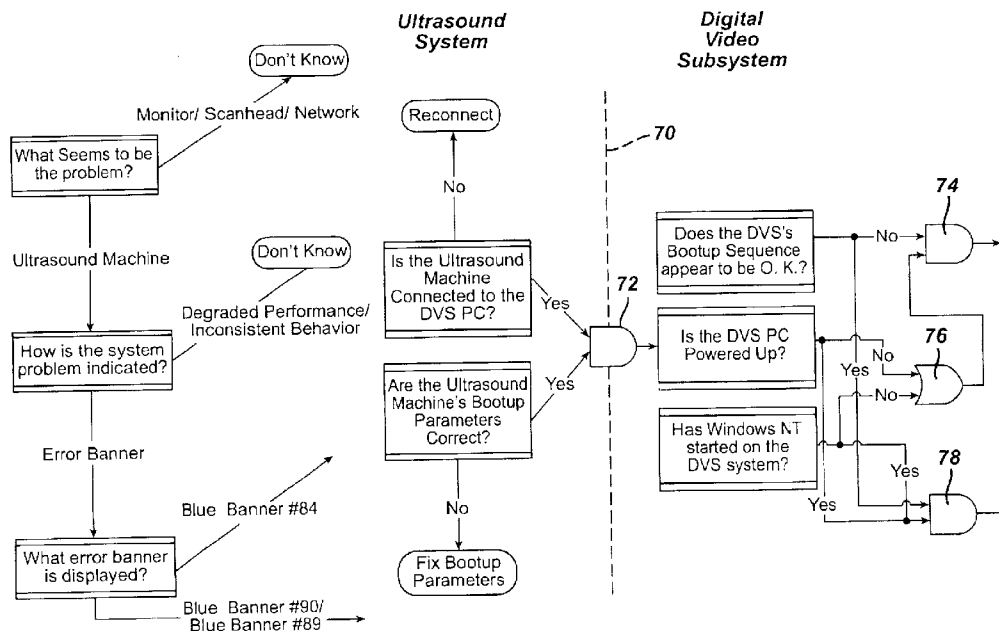 Ultrasound
System
Digital
Video
Subsystem
Don't Know
Monitor/ Scanhead/ Network
What Seems to be
the problem?
Ultrasound Machine
Don't Know
Degraded Performance/
Inconsistent Behavior
How is the system
problem indicated?
Error Banner
Blue Banner #84
What error banner
is displayed?
Blue Banner #90/
Blue Banner #89
Reconnect
No
Is the Ultrasound
Machine
Connected to the
DVS PC?
Yes
Are the Ultrasound
Machine's Bootup
Parameters
Correct?
Yes
No
Fix Bootup
Parameters
70
72
Does the DVS's
Bootup Sequence
appear to be O. K.?
No
74
Is the DVS PC
Powered Up?
No
Yes
76
Has Windows NT
started on the
DVS system?
No
Yes
Yes
78